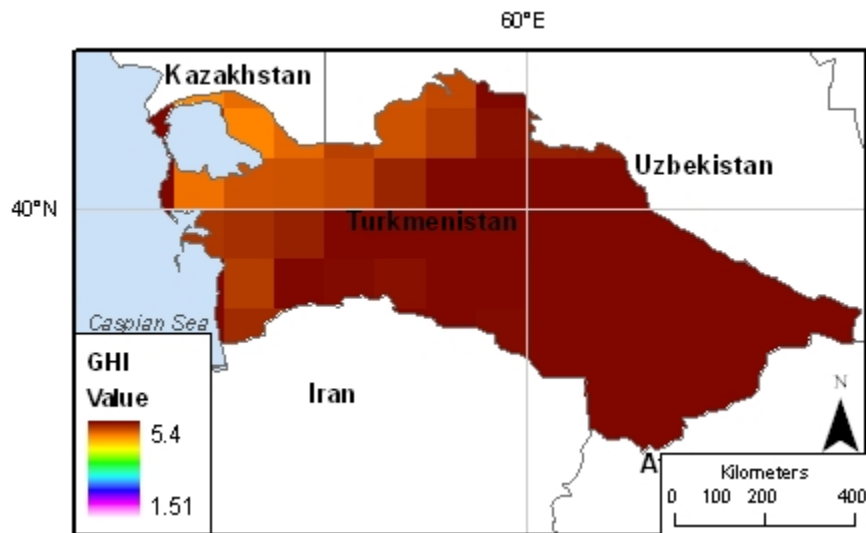 60°E
Kazakhstan
Uzbekistan
40°N
Turkmenistan
Caspian Sea
GHI
Value
5.4
1.51
Iran
N
A
Kilometers
0 100 200 400